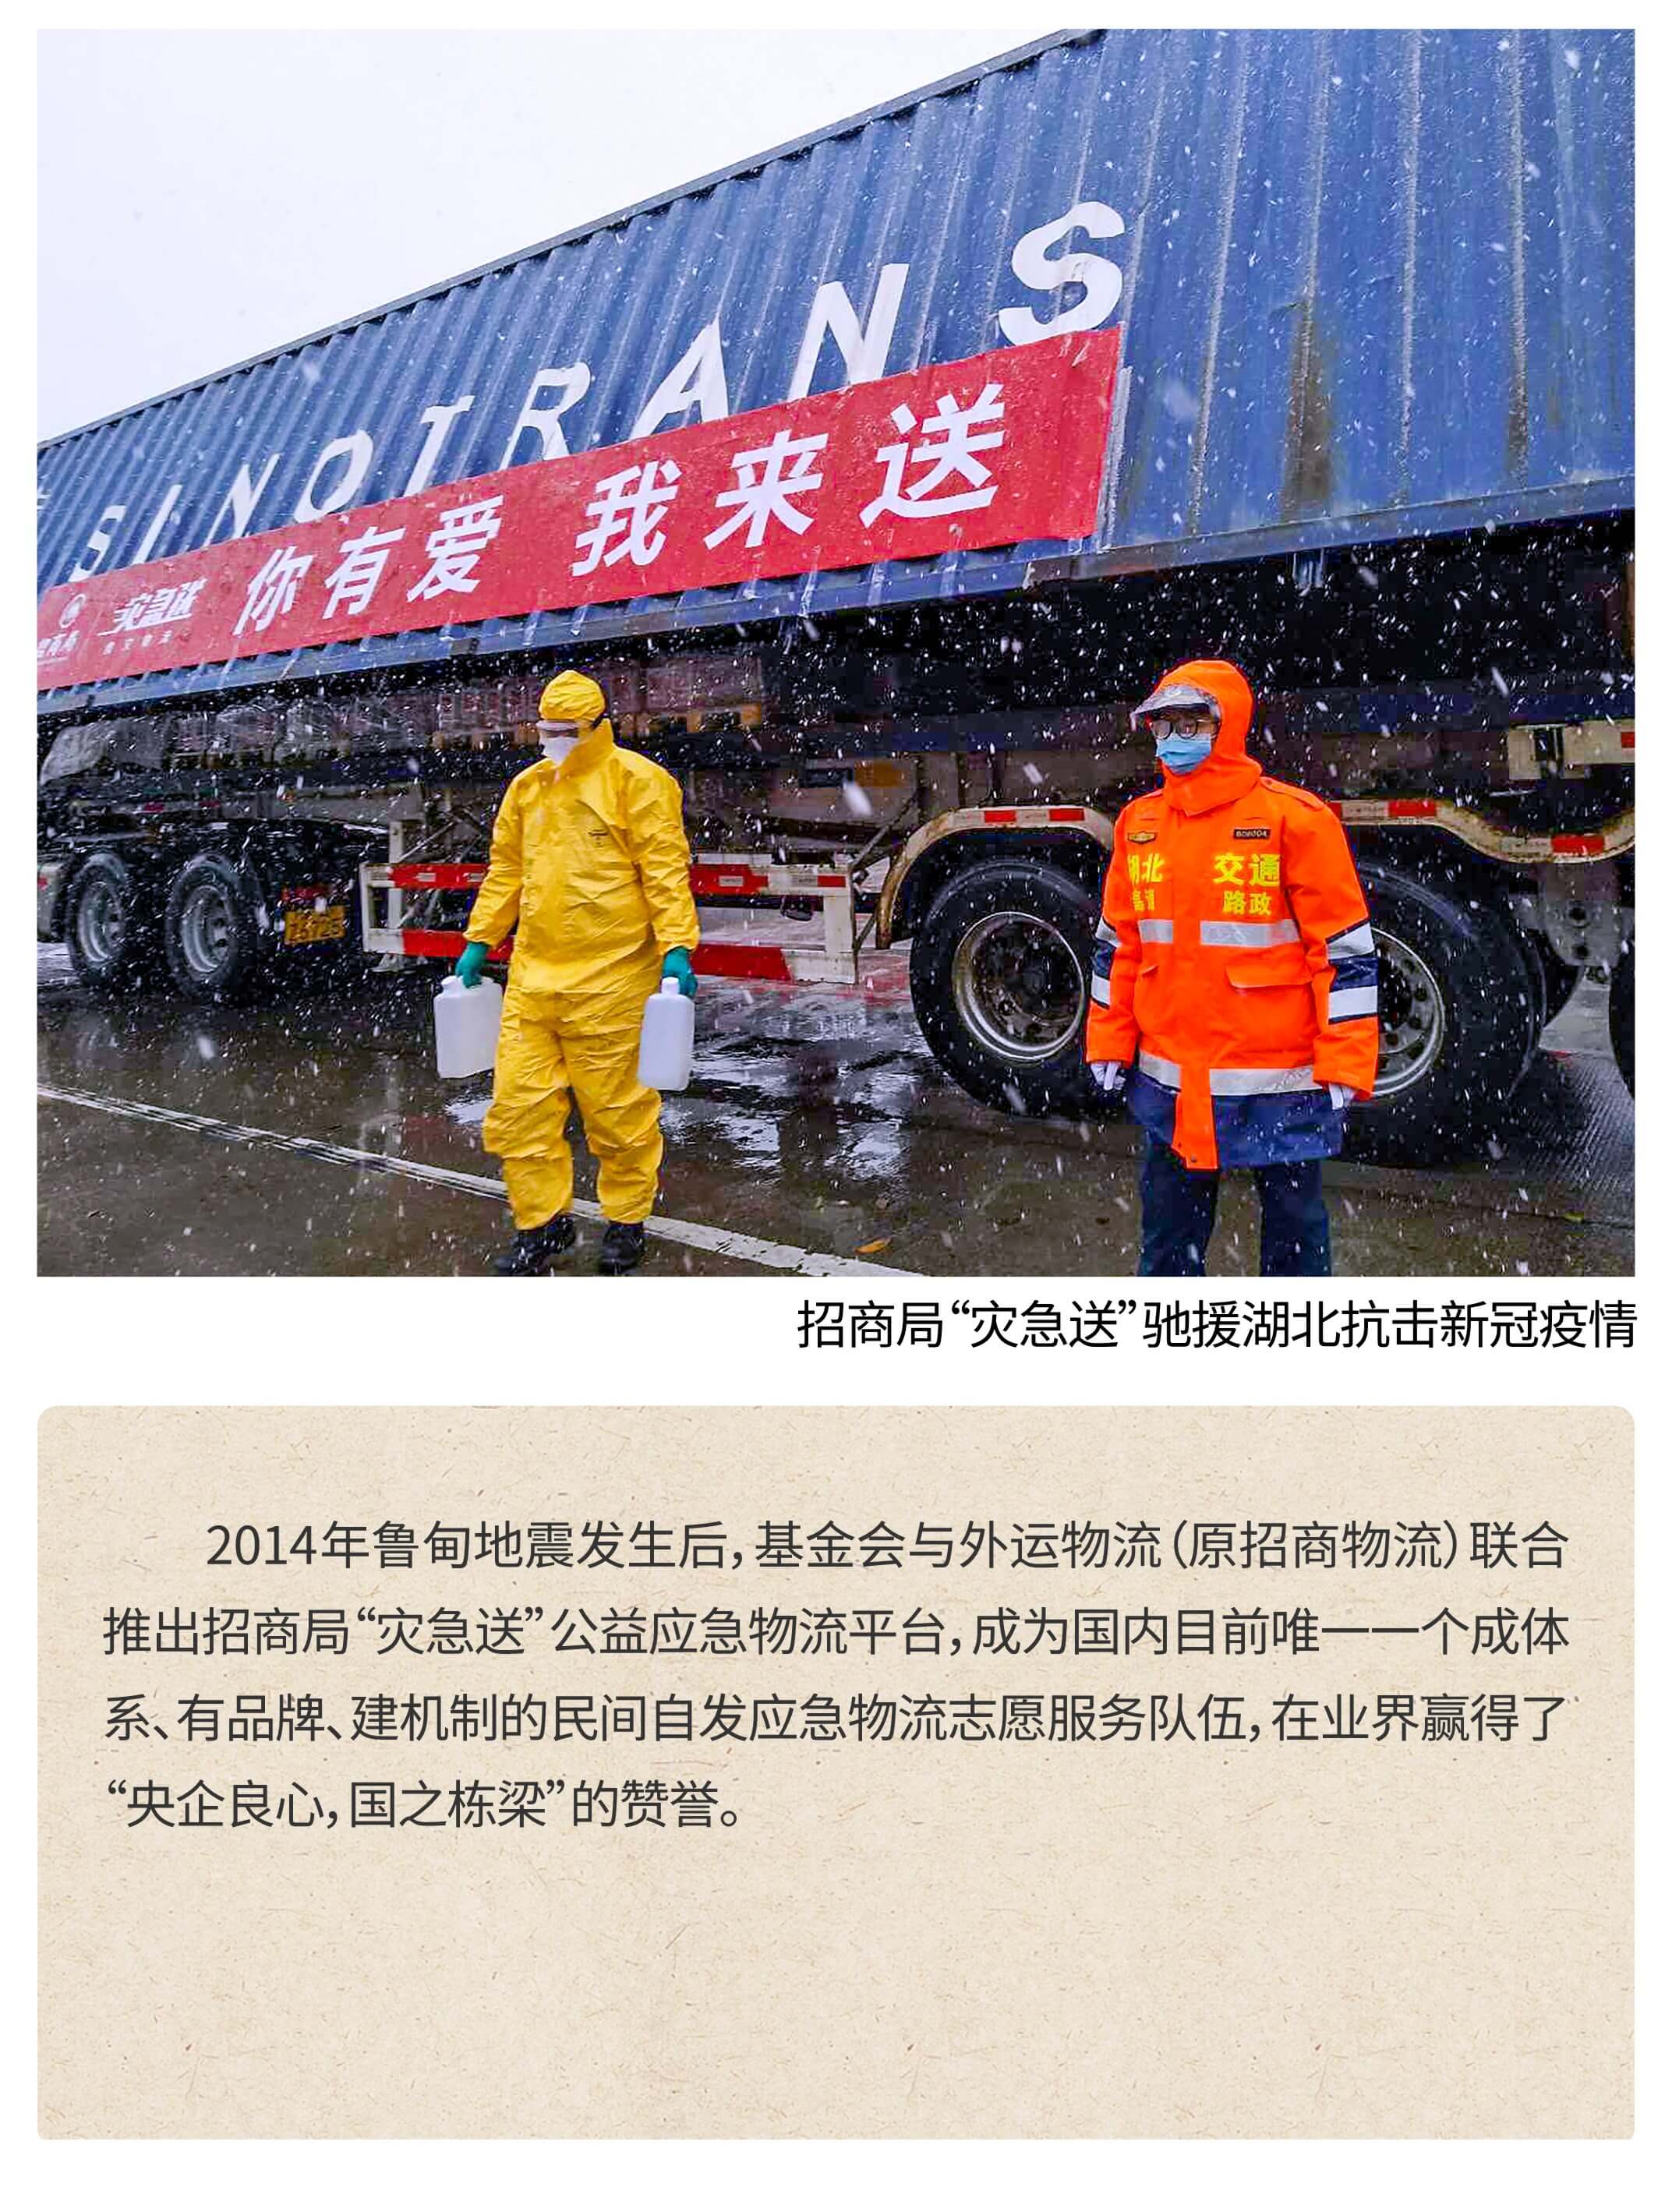 SINOTRANS
灾急送
你有爱 我来送
湖北 交通
路政
招商局“灾急送”驰援湖北抗击新冠疫情
2014年鲁甸地震发生后，基金会与外运物流（原招商物流）联合
推出招商局“灾急送”公益应急物流平台，成为国内目前唯一一个成体
系、有品牌、建机制的民间自发应急物流志愿服务队伍，在业界赢得了
“央企良心，国之栋梁”的赞誉。